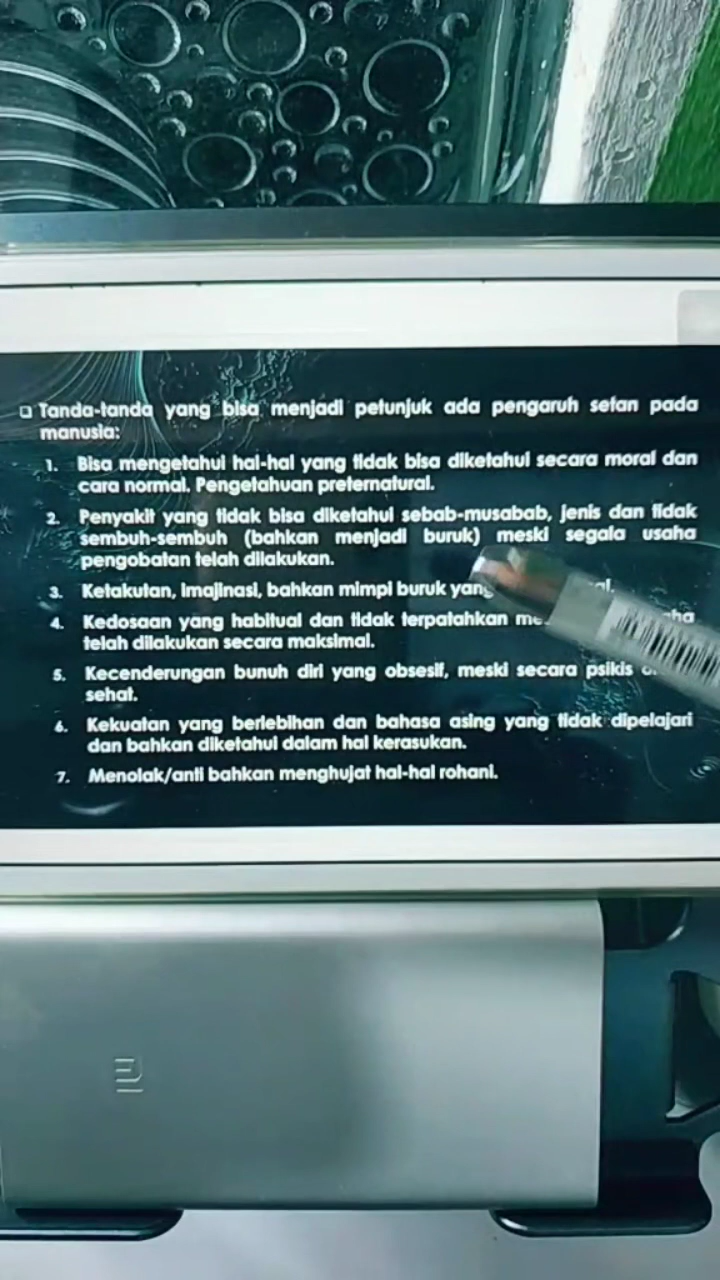 ❑ Tanda-tanda yang bisa menjadi petunjuk ada pengaruh setan pada
manusia:
1. Bisa mengetahui hal-hal yang tidak bisa diketahui secara moral dan
cara normal. Pengetahuan preternatural.
2. Penyakit yang tidak bisa diketahui sebab-musabab, jenis dan tidak
sembuh-sembuh (bahkan menjadi buruk) meski segala usaha
pengobatan telah dilakukan.
3. Ketakutan, imajinasi, bahkan mimpi buruk
4. Kedosaan yang habitual dan tidak terpatahkan
telah dilakukan secara maksimal.
5. Kecenderungan bunuh diri yang obsesif, meski secara psikis
sehat.
6. Kekuatan yang berlebihan dan bahasa asing yang tidak dipelajari
dan bahkan diketahui dalam hal kerasukan.
7. Menolak/anti bahkan menghujat hal-hal rohani.